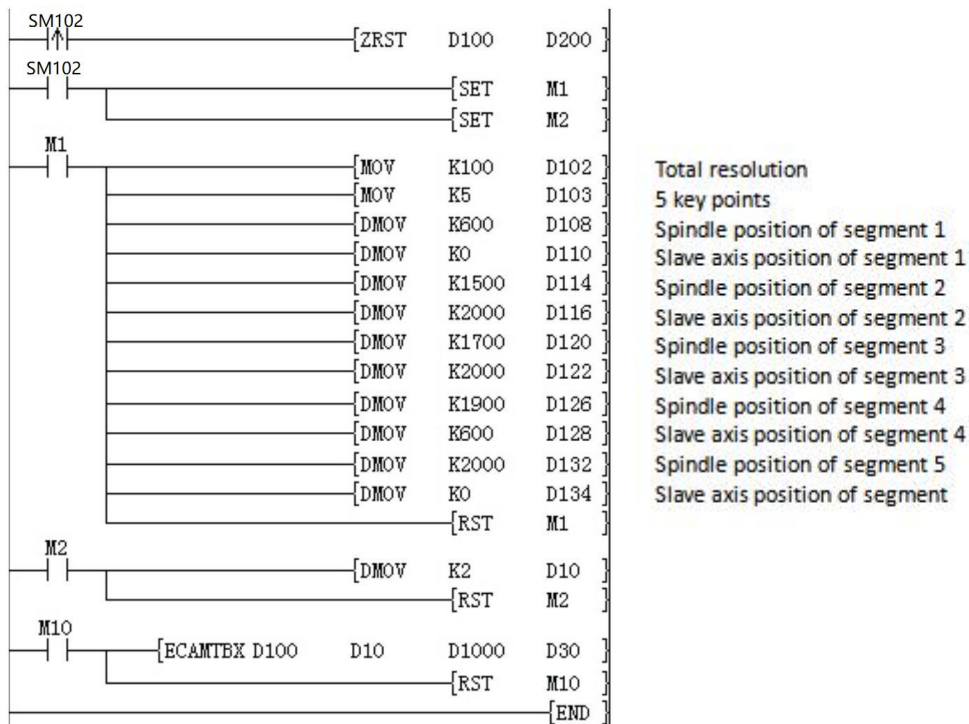 SM102
[ZRST D100 D200 ]
SM102
[SET M1 ]
[SET M2 ]
M1
[MOV K100 D102 ] Total resolution
[MOV K5 D103 ] 5 key points
[DMOV K600 D108 ] Spindle position of segment 1
[DMOV K0 D110 ] Slave axis position of segment 1
[DMOV K1500 D114 ] Spindle position of segment 2
[DMOV K2000 D116 ] Slave axis position of segment 2
[DMOV K1700 D120 ] Spindle position of segment 3
[DMOV K2000 D122 ] Slave axis position of segment 3
[DMOV K1900 D126 ] Spindle position of segment 4
[DMOV K600 D128 ] Slave axis position of segment 4
[DMOV K2000 D132 ] Spindle position of segment 5
[DMOV K0 D134 ] Slave axis position of segment
[RST M1 ]
M2
[DMOV K2 D10 ]
[RST M2 ]
M10
[ECAMTBX D100 D10 D1000 D30 ]
[RST M10 ]
[END ]